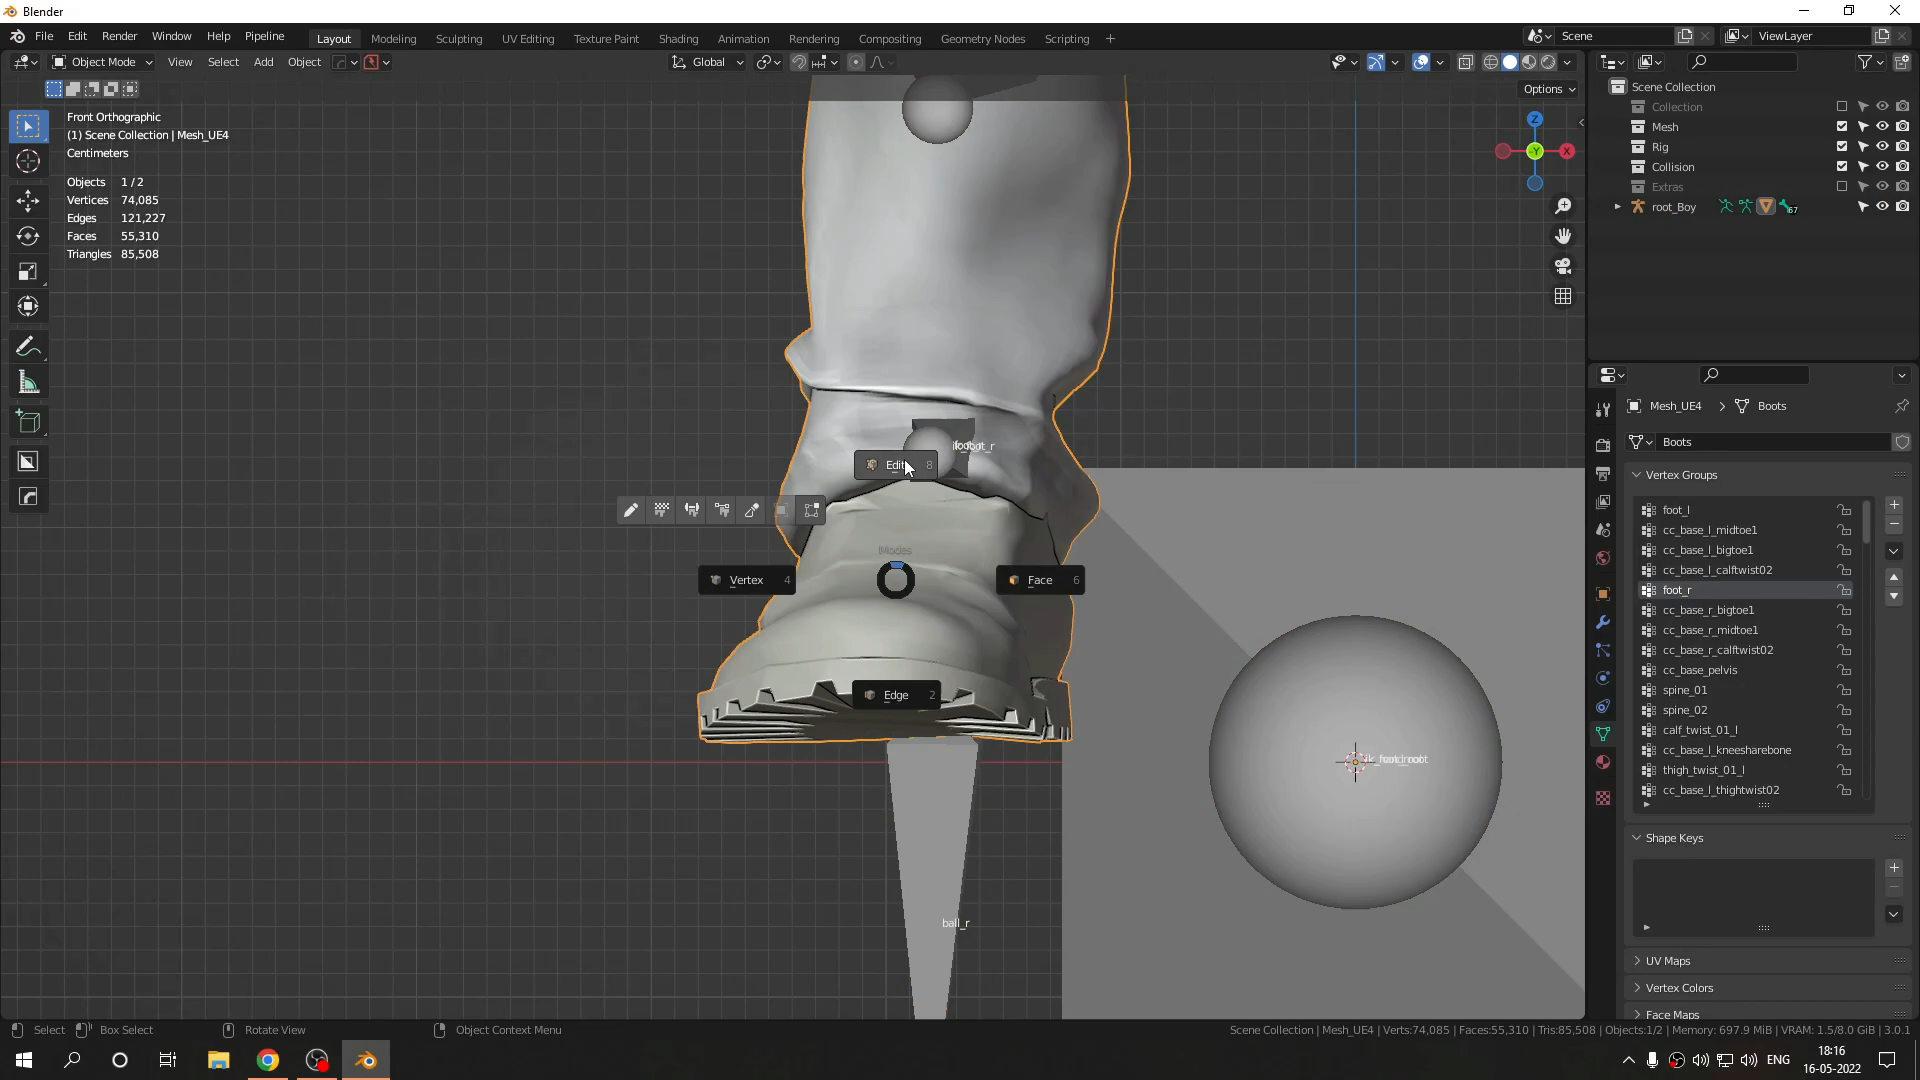 Blender
File Edit Render Window Help Pipeline
Layout Modeling Sculpting UV Editing Texture Paint Shading Animation Rendering Compositing Geometry Nodes Scripting +
Scene
ViewLayer
Object Mode View Select Add Object
Global
Options
Front Orthographic
(1) Scene Collection | Mesh_UE4
Centimeters
Objects 1/2
Vertices 74,085
Edges 121,227
Faces 55,310
Triangles 85,508
Z
-Y
X
Scene Collection
Collection
Mesh
Rig
Collision
Extras
root_Boy
67
Mesh_UE4 > Boots
Boots
Vertex Groups
foot_l
cc_base_l_midtoe1
cc_base_l_bigtoe1
cc_base_l_calftwist02
foot_r
cc_base_r_bigtoe1
cc_base_r_midtoe1
cc_base_r_calftwist02
cc_base_pelvis
spine_01
spine_02
calf_twist_01_l
cc_base_l_kneesharebone
thigh_twist_01_l
cc_base_l_thightwist02
Shape Keys
UV Maps
Vertex Colors
Face Maps
Edit 8
lModes
Vertex 4
Face 6
Edge 2
ball_r
Select Box Select Rotate View Object Context Menu
Scene Collection | Mesh_UE4 | Verts:74,085 | Faces:55,310 | Tris:85,508 | Objects:1/2 | Memory: 697.9 MiB | VRAM: 1.5/8.0 GiB | 3.0.1
ENG
18:16
16-05-2022